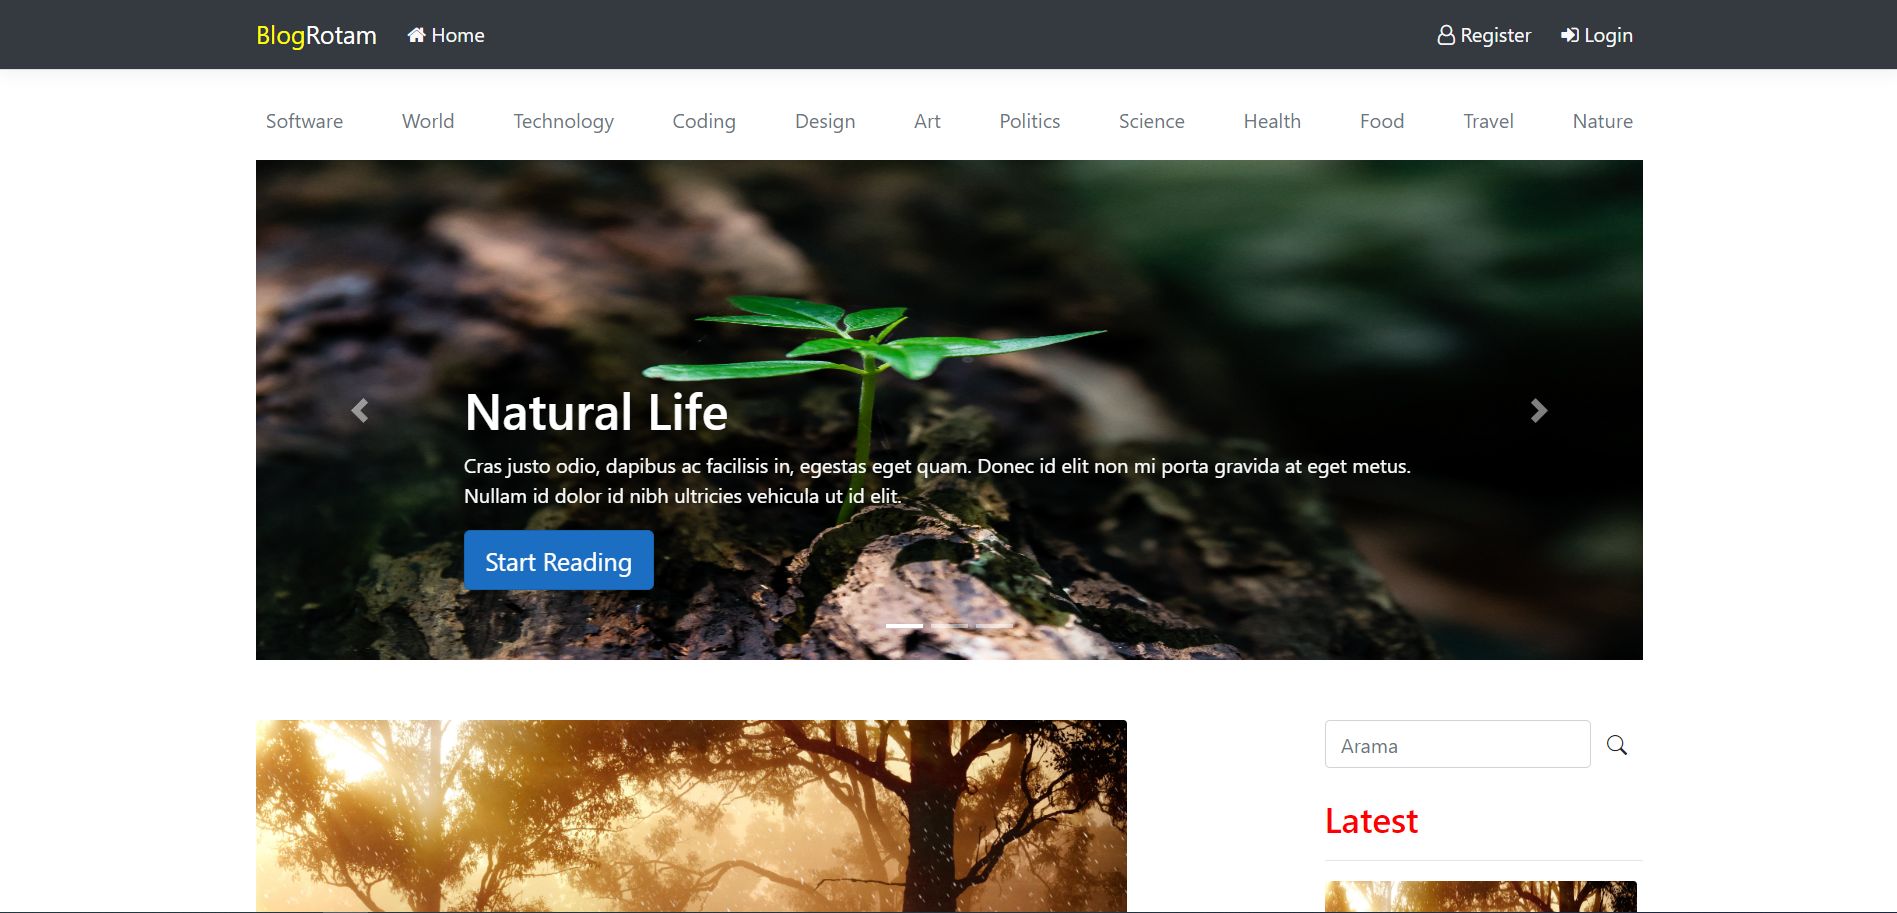 BlogRotam Home Register Login
Software World Technology Coding Design Art Politics Science Health Food Travel Nature
Natural Life
Cras justo odio, dapibus ac facilisis in, egestas eget quam. Donec id elit non mi porta gravida at eget metus.
Nullam id dolor id nibh ultricies vehicula ut id elit.
Start Reading
Arama
Latest